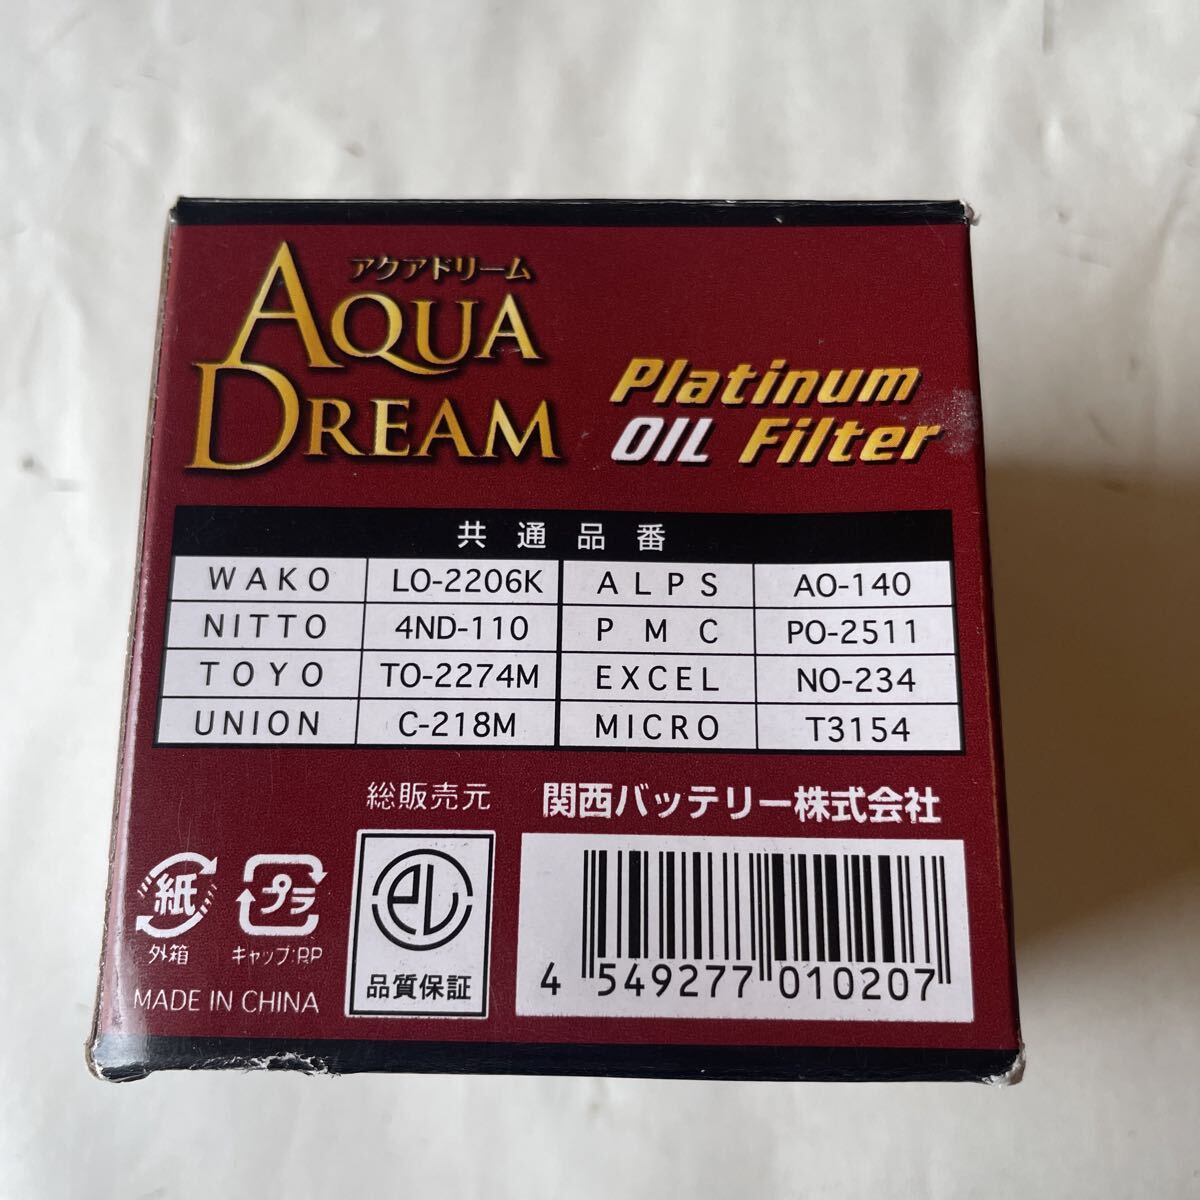 アクアドリーム
AQUA
DREAM
Platinum
OIL Filter
共通品番
WAKO LO-2206K ALPS AO-140
NITTO 4ND-110 PMC PO-2511
TOYO TO-2274M EXCEL NO-234
UNION C-218M MICRO T3154
総販売元 関西バッテリー株式会社
紙 プラ
外箱 キャップ:PP
MADE IN CHINA
PL
品質保証
4 549277 010207